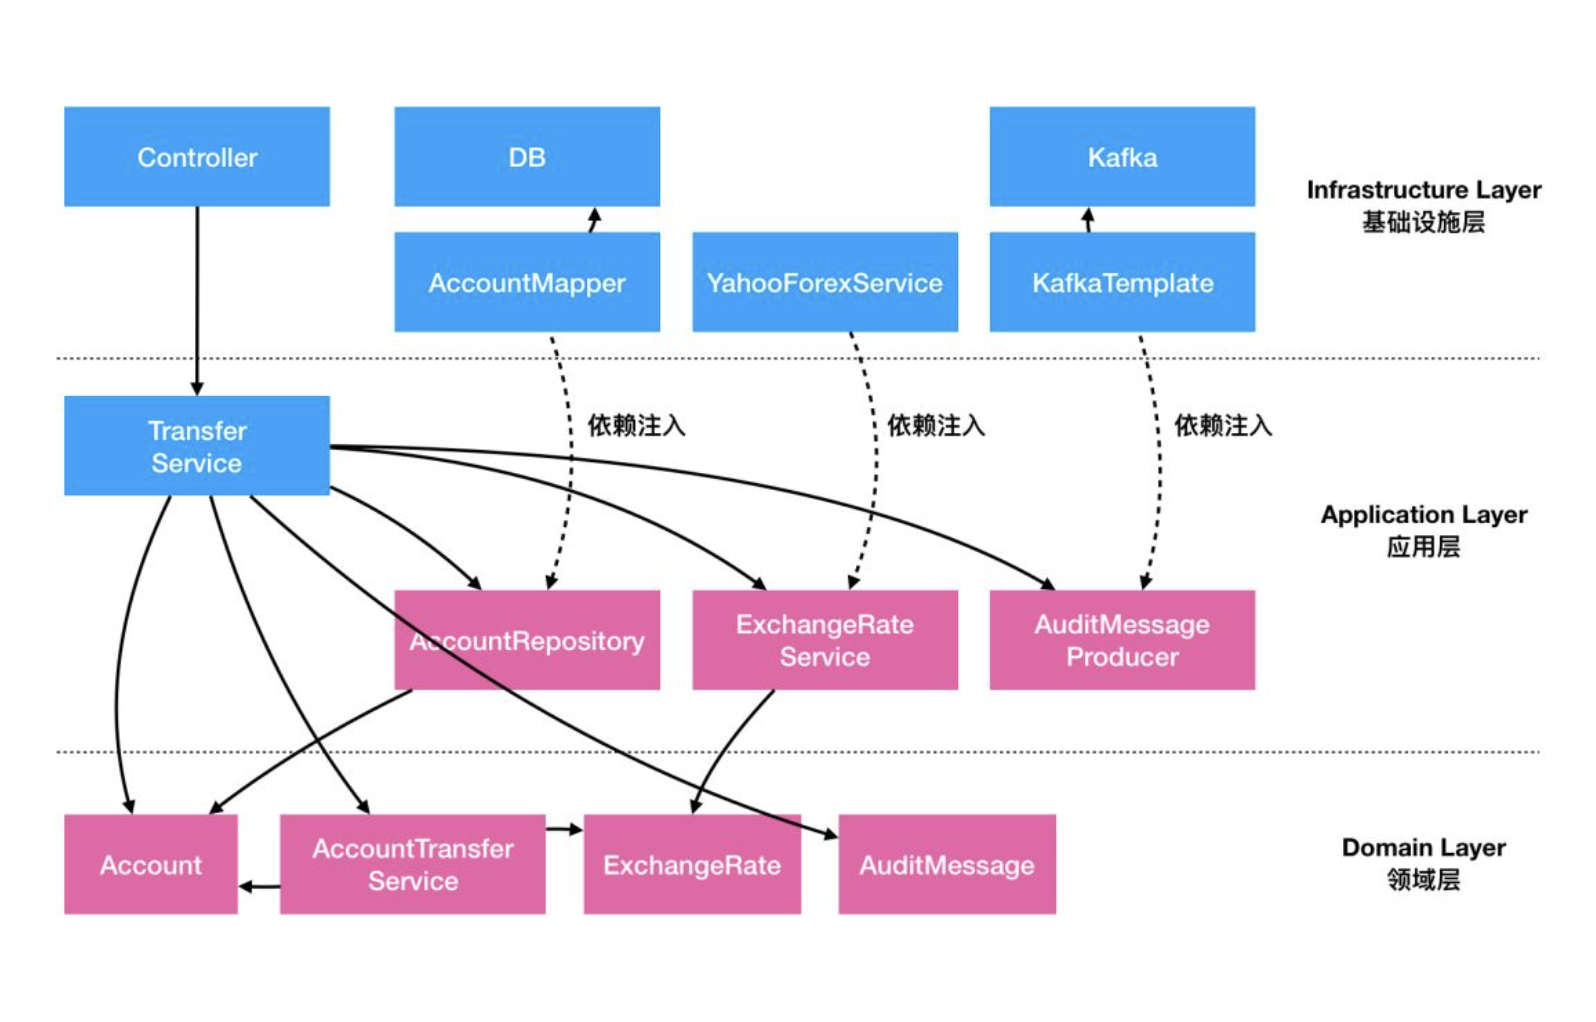 Controller
DB
Kafka
Infrastructure Layer
基础设施层
AccountMapper
YahooForexService
KafkaTemplate
Transfer
Service
依赖注入
依赖注入
依赖注入
Application Layer
应用层
AccountRepository
ExchangeRate
Service
AuditMessage
Producer
Account
AccountTransfer
Service
ExchangeRate
AuditMessage
Domain Layer
领域层